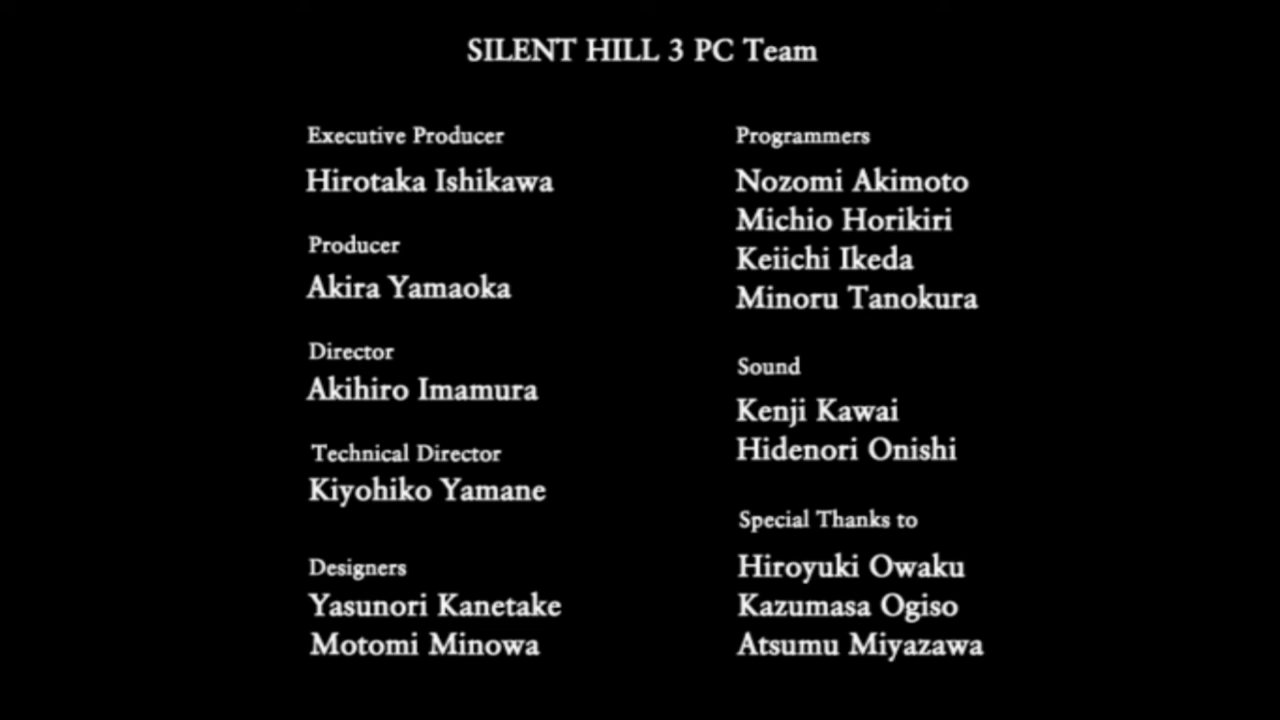 SILENT HILL 3 PC Team
Executive Producer
Hirotaka Ishikawa
Producer
Akira Yamaoka
Director
Akihiro Imamura
Technical Director
Kiyohiko Yamane
Designers
Yasunori Kanetake
Motomi Minowa
Programmers
Nozomi Akimoto
Michio Horikiri
Keiichi Ikeda
Minoru Tanokura
Sound
Kenji Kawai
Hidenori Onishi
Special Thanks to
Hiroyuki Owaku
Kazumasa Ogiso
Atsumu Miyazawa